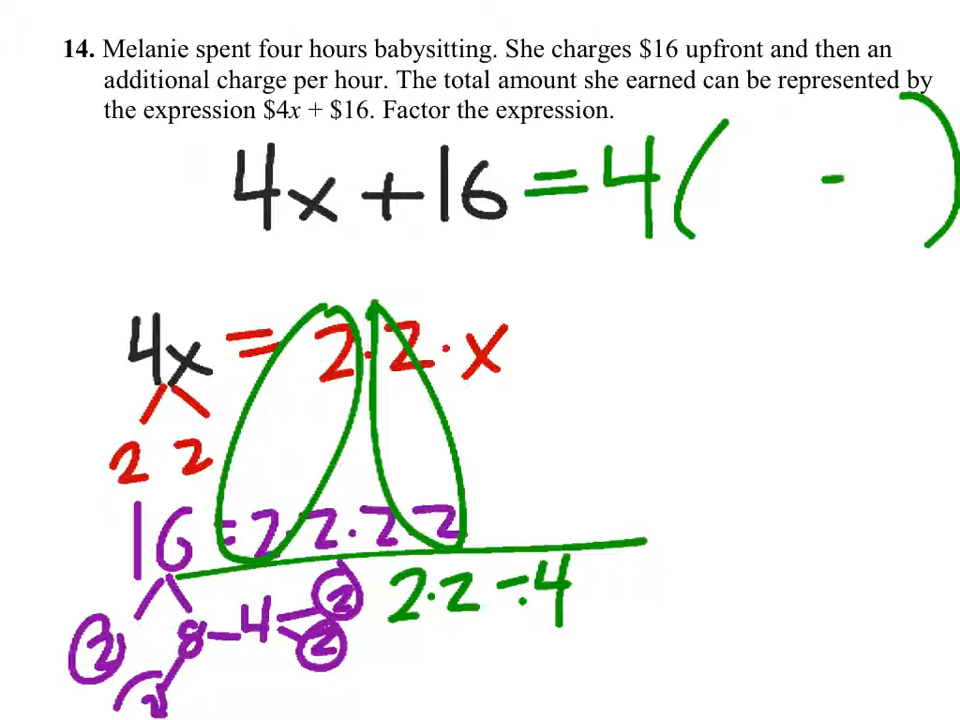 14. Melanie spent four hours babysitting. She charges $16 upfront and then an
additional charge per hour. The total amount she earned can be represented by
the expression $4x + $16. Factor the expression.
4x + 16 = 4( - )
4x = 2 · 2 · x
2 2
16 = 2 · 2 · 2 2
2 · 2 = 4
2 8 - 4 2
2
2